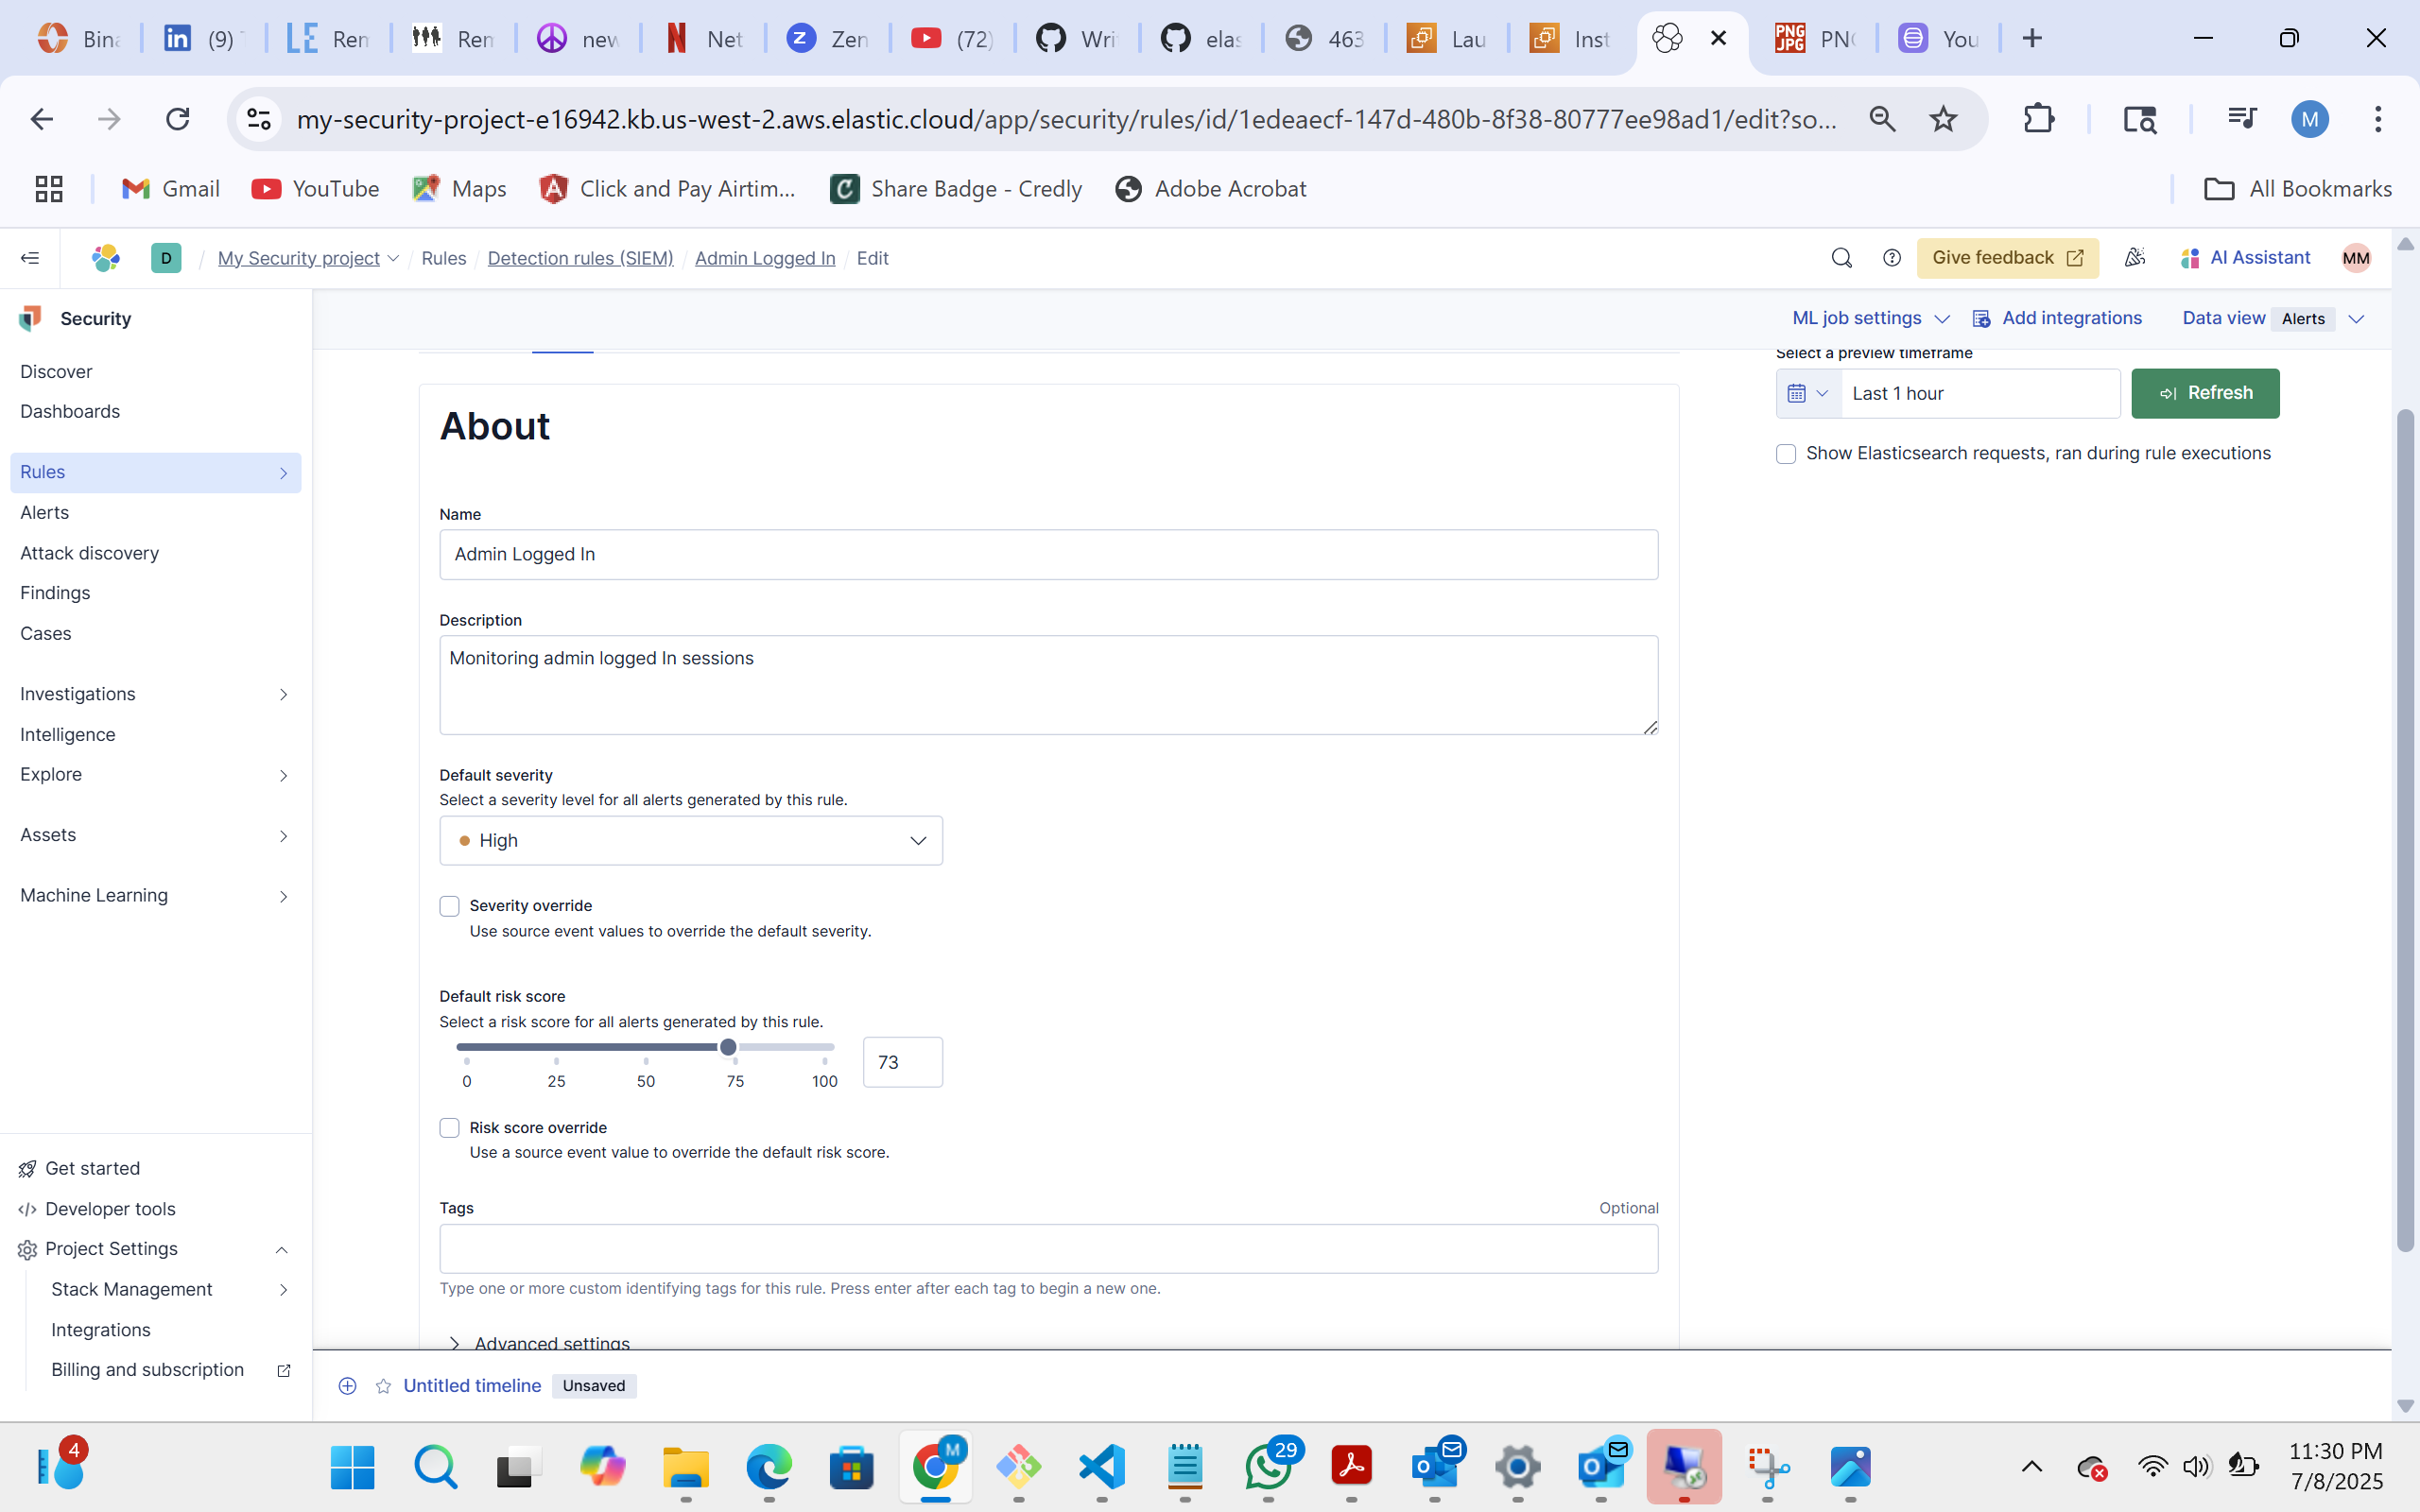 Bin
(9)
Rem
Rem
new
Net
Zen
(72)
Wri
elas
463
Lau
Inst
PN
You
my-security-project-e16942.kb.us-west-2.aws.elastic.cloud/app/security/rules/id/1edeaecf-147d-480b-8f38-80777ee98ad1/edit?so...
M
Gmail
YouTube
Maps
Click and Pay Airtim...
Share Badge - Credly
Adobe Acrobat
All Bookmarks
D / My Security project / Rules / Detection rules (SIEM) / Admin Logged In / Edit
Give feedback
AI Assistant
MM
Security
ML job settings
Add integrations
Data view Alerts
Discover
Dashboards
Rules
Alerts
Attack discovery
Findings
Cases
Investigations
Intelligence
Explore
Assets
Machine Learning
Get started
Developer tools
Project Settings
Stack Management
Integrations
Billing and subscription
About
Name
Admin Logged In
Description
Monitoring admin logged In sessions
Default severity
Select a severity level for all alerts generated by this rule.
High
Severity override
Use source event values to override the default severity.
Default risk score
Select a risk score for all alerts generated by this rule.
73
0 25 50 75 100
Risk score override
Use a source event value to override the default risk score.
Tags
Optional
Type one or more custom identifying tags for this rule. Press enter after each tag to begin a new one.
Advanced settings
Select a preview timeframe
Last 1 hour
Refresh
Show Elasticsearch requests, ran during rule executions
Untitled timeline
Unsaved
4
M
29
11:30 PM
7/8/2025